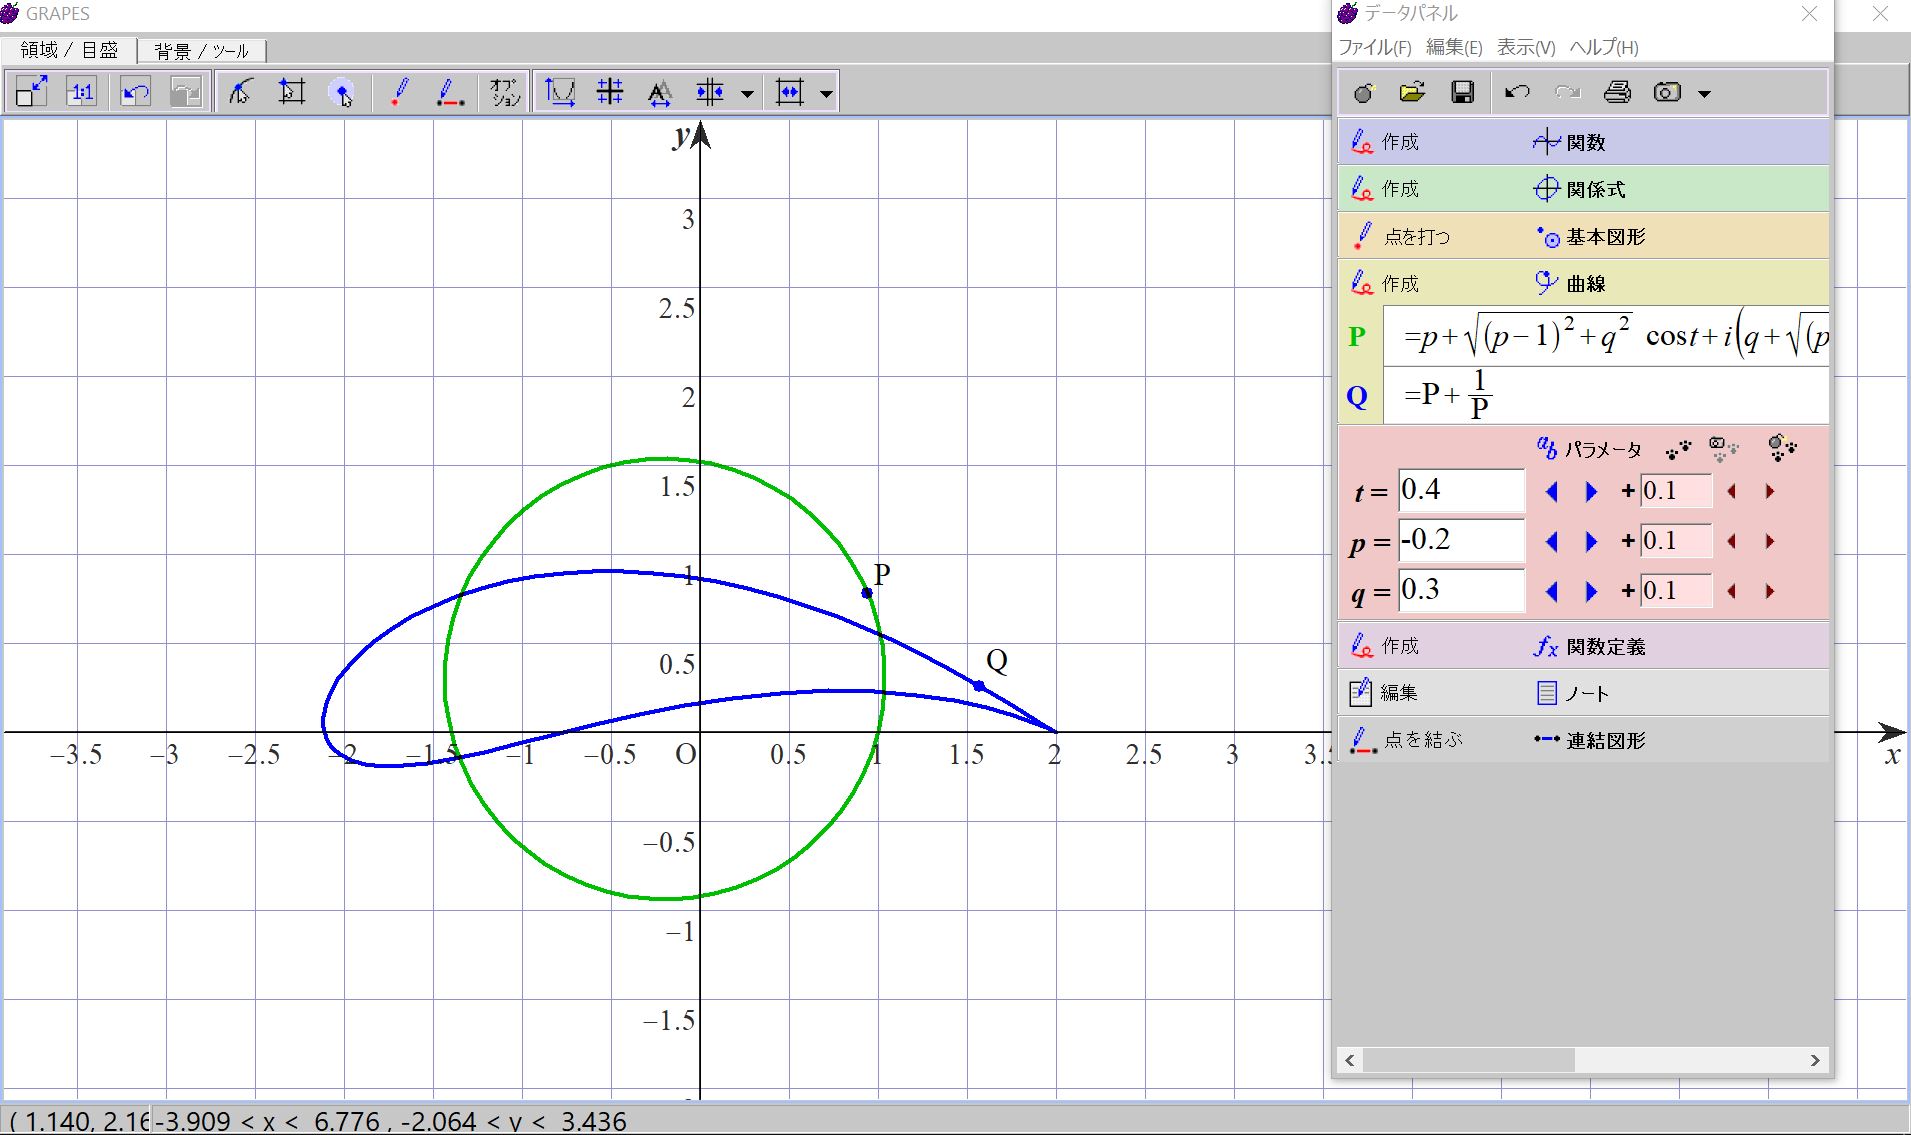 GRAPES
データパネル
領域 / 目盛 背景 / ツール
ファイル(F) 編集(E) 表示(V) ヘルプ(H)
1:1 オプション
作成 関数
作成 関係式
点を打つ 基本図形
作成 曲線
P =p+√(p−1)²+q² cost+i(q+√(p
Q =P+1/P
ab パラメータ
t = 0.4 +0.1
p = -0.2 +0.1
q = 0.3 +0.1
作成 fx 関数定義
編集 ノート
点を結ぶ 連結図形
y
3
2.5
2
1.5
1
P
0.5
Q
−3.5 −3 −2.5 −2 −1.5 −1 −0.5 O 0.5 1 1.5 2 2.5 3 3.5 x
−0.5
−1
−1.5
( 1.140, 2.16 -3.909 < x < 6.776 , -2.064 < y < 3.436